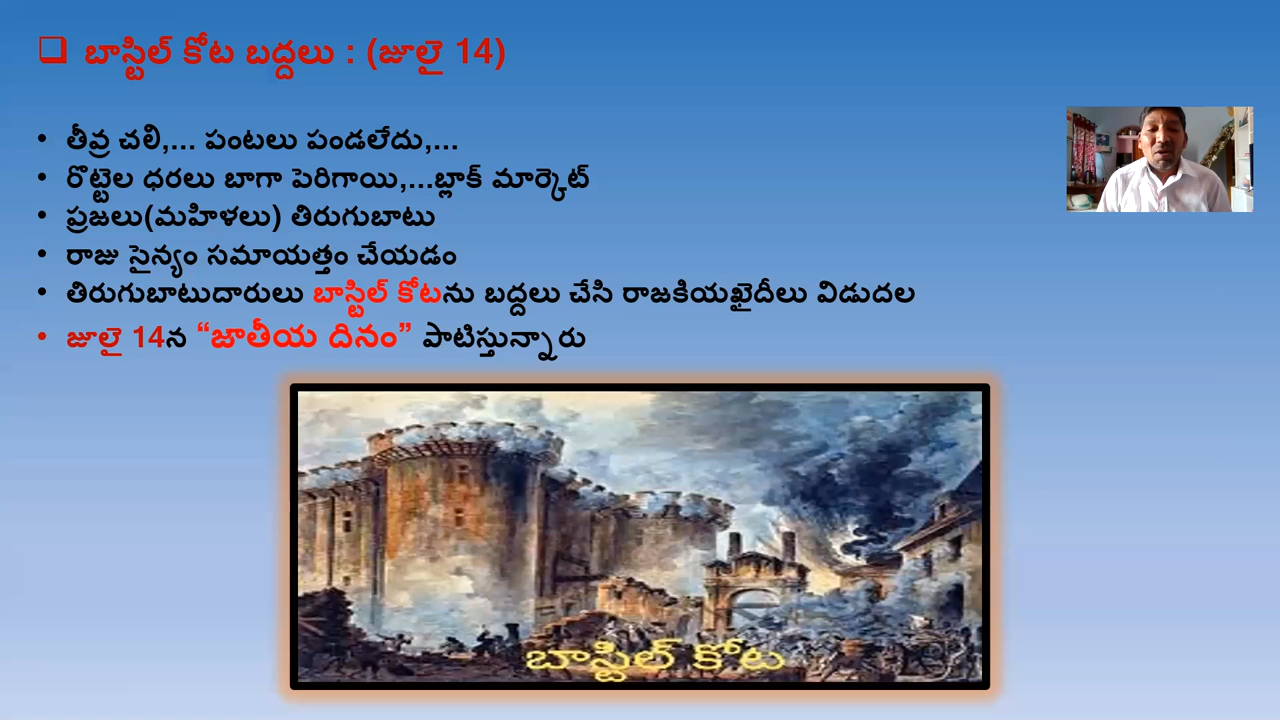 బాస్టిల్ కోట బద్దలు : (జూలై 14)
తీవ్ర చలి,... పంటలు పండలేదు,...
రొట్టెల ధరలు బాగా పెరిగాయి,...బ్లాక్ మార్కెట్
ప్రజలు(మహిళలు) తిరుగుబాటు
రాజు సైన్యం సమాయత్తం చేయడం
తిరుగుబాటుదారులు బాస్టిల్ కోటను బద్దలు చేసి రాజకియఖైదీలు విడుదల
జూలై 14న “జాతీయ దినం” పాటిస్తున్నారు
బాస్టిల్ కోట